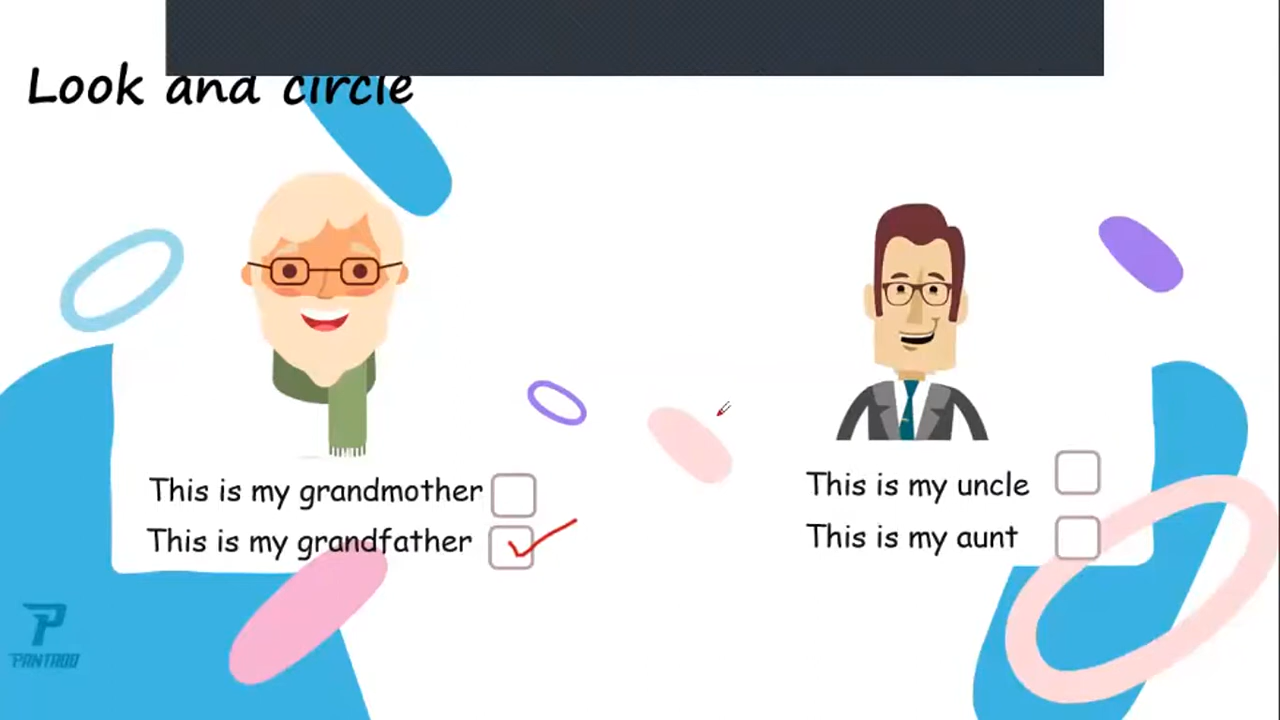 Look and circle
This is my grandmother
This is my grandfather
This is my uncle
This is my aunt
PANTROO